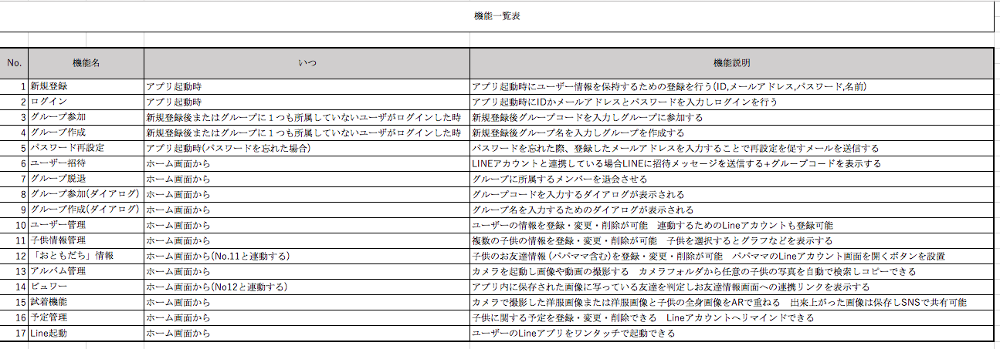 機能一覧表
No. 機能名 いつ 機能説明
1 新規登録 アプリ起動時 アプリ起動時にユーザー情報を保持するための登録を行う(ID,メールアドレス,パスワード,名前)
2 ログイン アプリ起動時 アプリ起動時にIDかメールアドレスとパスワードを入力しログインを行う
3 グループ参加 新規登録後またはグループに１つも所属していないユーザがログインした時 新規登録後グループコードを入力しグループに参加する
4 グループ作成 新規登録後またはグループに１つも所属していないユーザがログインした時 新規登録後グループ名を入力しグループを作成する
5 パスワード再設定 アプリ起動時(パスワードを忘れた場合) パスワードを忘れた際、登録したメールアドレスを入力することで再設定を促すメールを送信する
6 ユーザー招待 ホーム画面から LINEアカウントと連携している場合LINEに招待メッセージを送信する+グループコードを表示する
7 グループ脱退 ホーム画面から グループに所属するメンバーを退会させる
8 グループ参加(ダイアログ) ホーム画面から グループコードを入力するダイアログが表示される
9 グループ作成(ダイアログ) ホーム画面から グループ名を入力するためのダイアログが表示される
10 ユーザー管理 ホーム画面から ユーザーの情報を登録・変更・削除が可能　連動するためのLineアカウントも登録可能
11 子供情報管理 ホーム画面から 複数の子供の情報を登録・変更・削除が可能　子供を選択するとグラフなどを表示する
12 「おともだち」情報 ホーム画面から(No.11と連動する) 子供のお友達情報 (パパママ含む)を登録・変更・削除が可能　パパママのLineアカウント画面を開くボタンを設置
13 アルバム管理 ホーム画面から カメラを起動し画像や動画の撮影する　カメラフォルダから任意の子供の写真を自動で検索しコピーできる
14 ビュワー ホーム画面から(No12と連動する) アプリ内に保存された画像に写っている友達を判定しお友達情報画面への連携リンクを表示する
15 試着機能 ホーム画面から カメラで撮影した洋服画像または洋服画像と子供の全身画像をARで重ねる　出来上がった画像は保存しSNSで共有可能
16 予定管理 ホーム画面から 子供に関する予定を登録・変更・削除できる　Lineアカウントへリマインドできる
17 Line起動 ホーム画面から ユーザーのLineアプリをワンタッチで起動できる